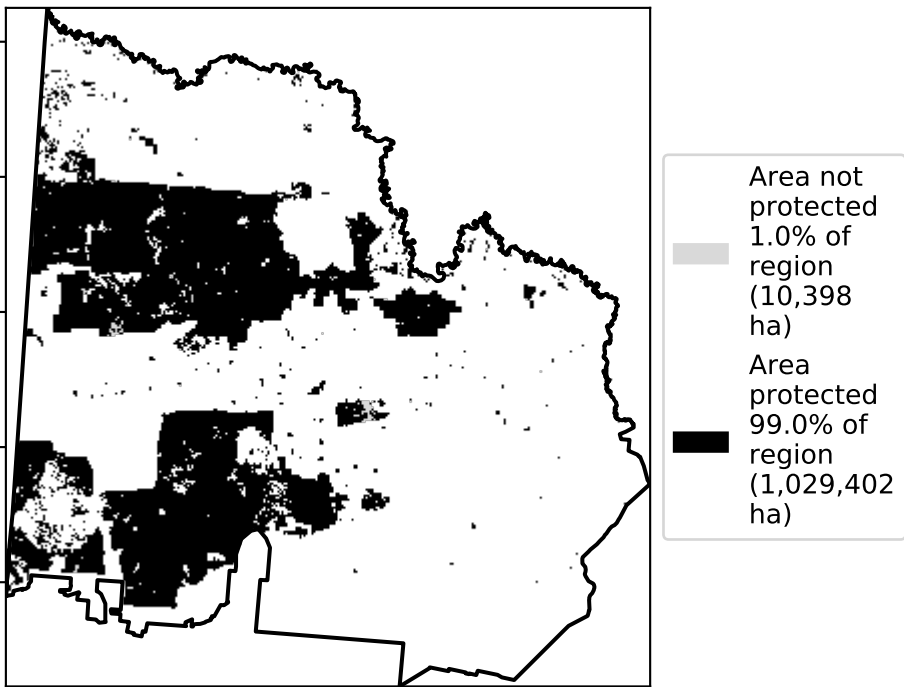 Area not
protected
1.0% of
region
(10,398
ha)
Area
protected
99.0% of
region
(1,029,402
ha)